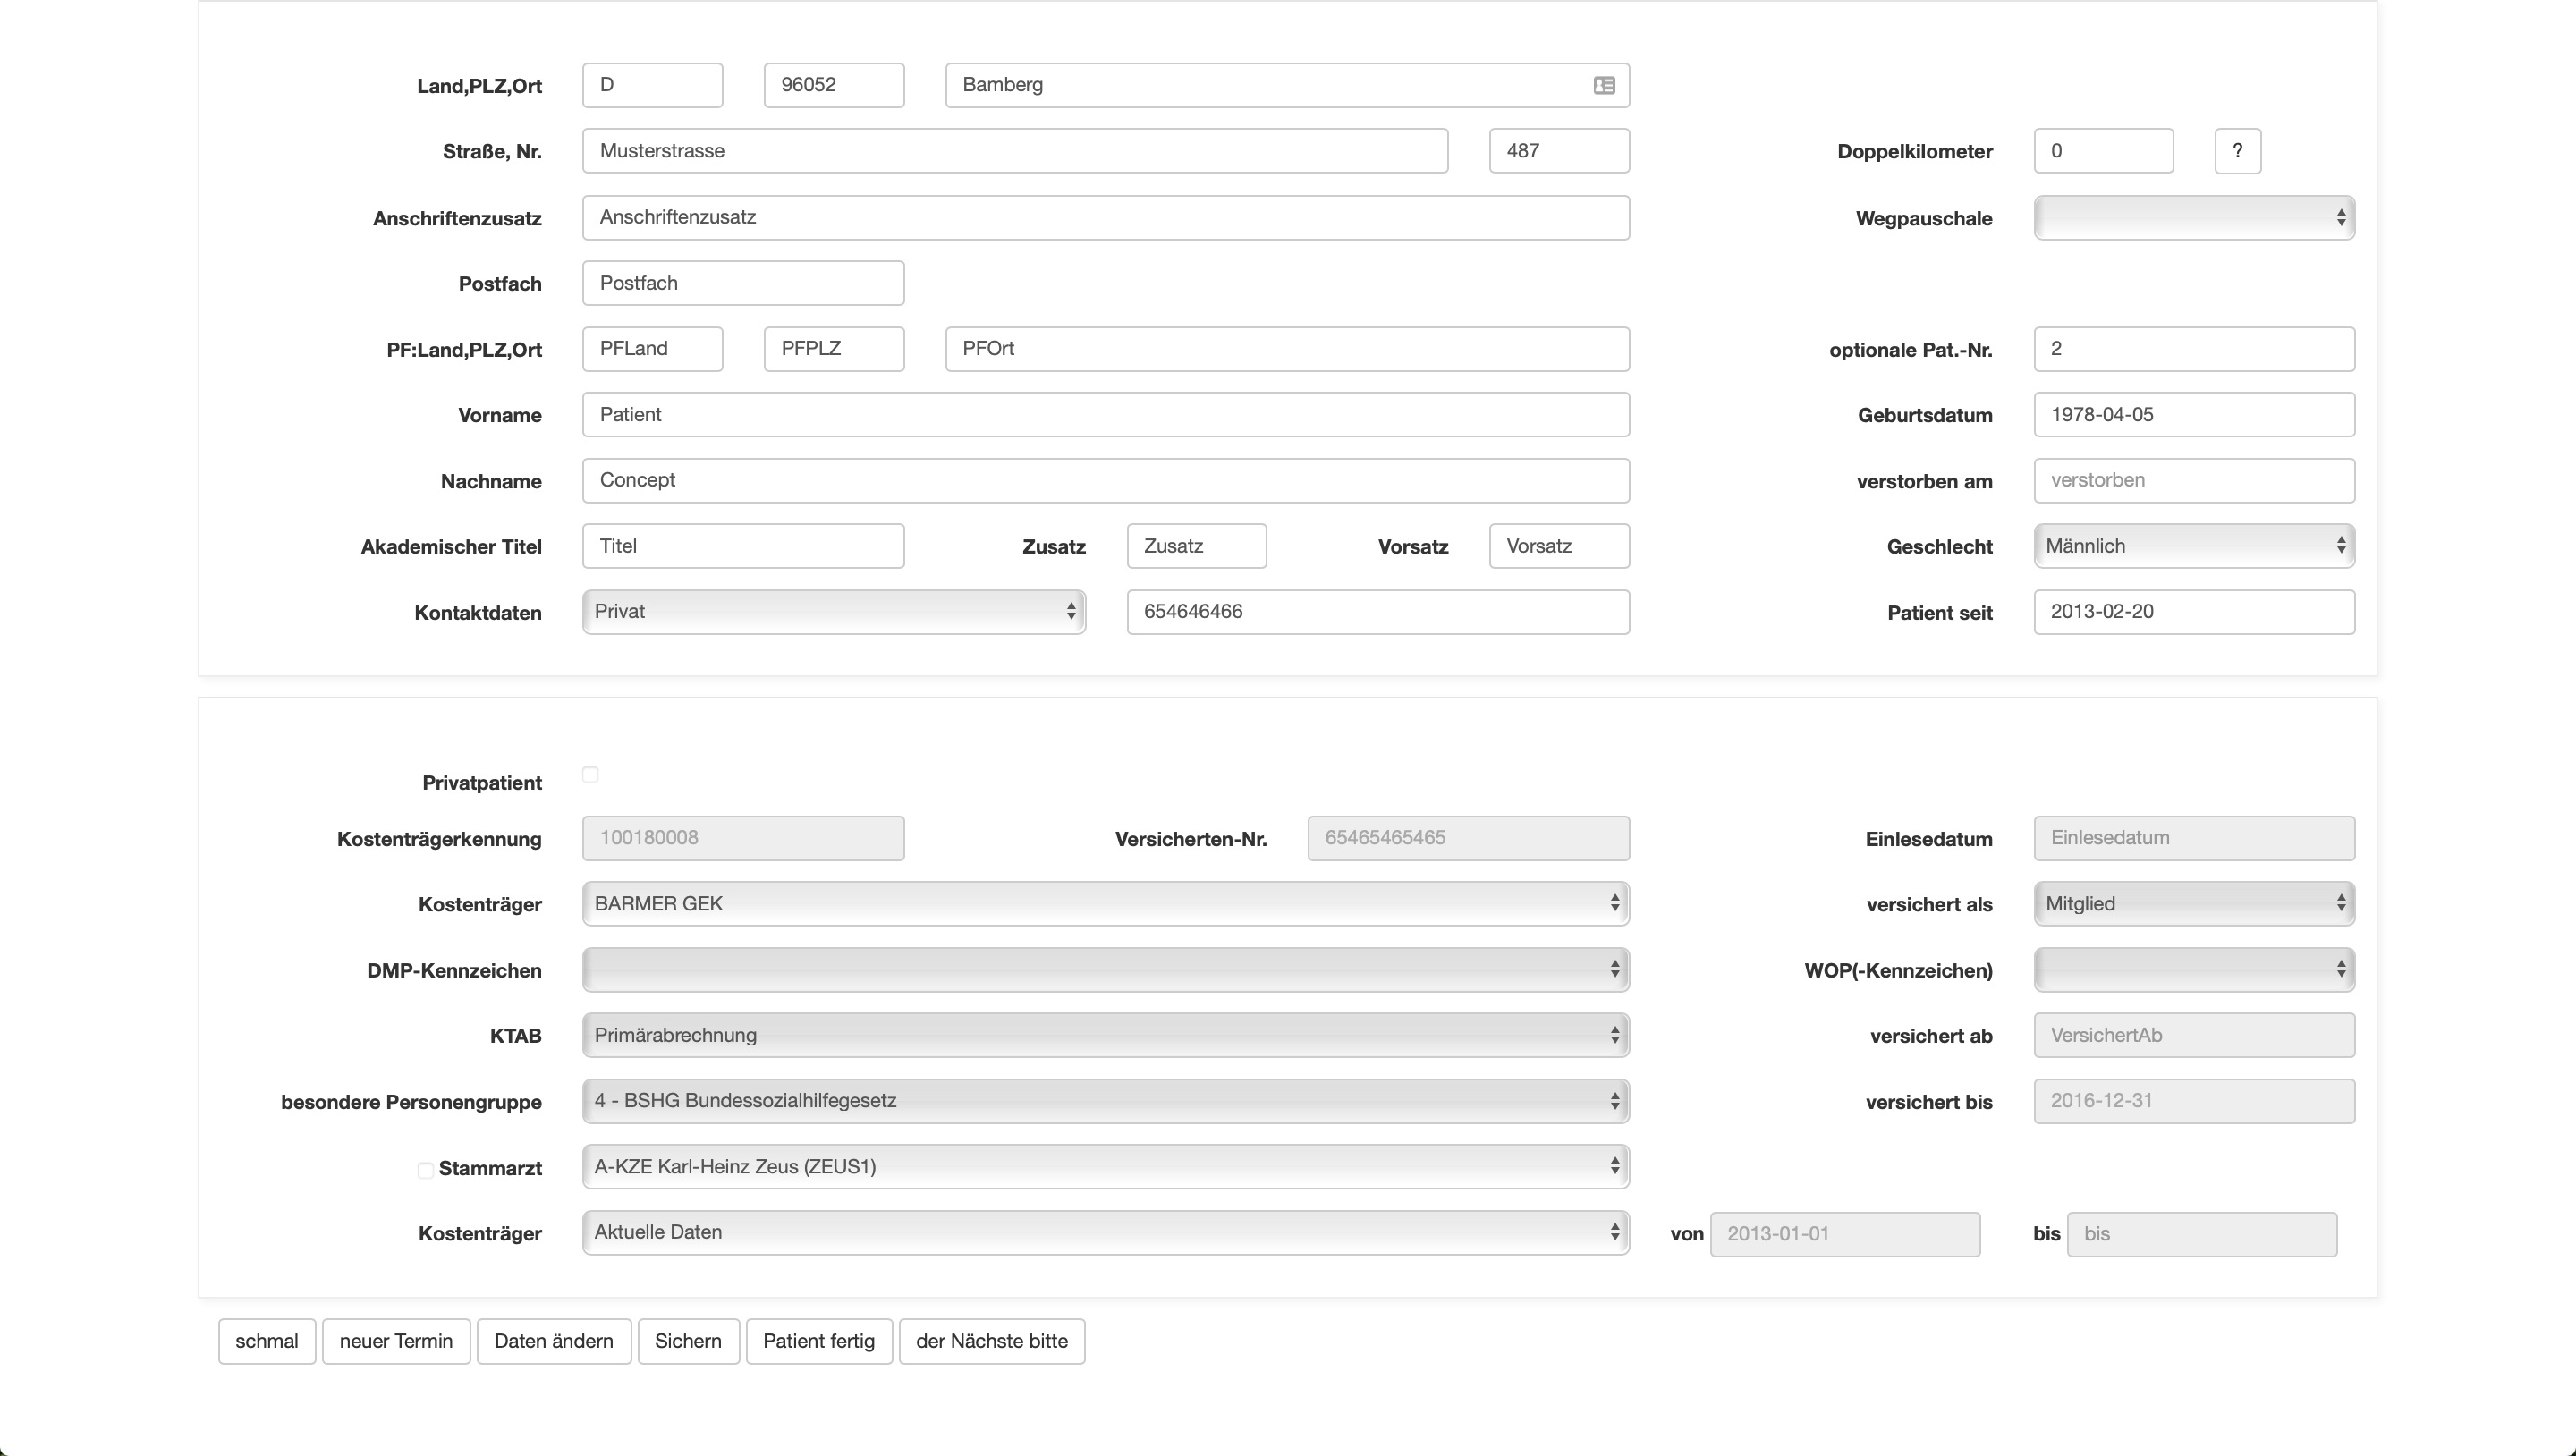 Land,PLZ,Ort D 96052 Bamberg
Straße, Nr. Musterstrasse 487 Doppelkilometer 0 ?
Anschriftenzusatz Anschriftenzusatz Wegpauschale
Postfach Postfach
PF:Land,PLZ,Ort PFLand PFPLZ PFOrt optionale Pat.-Nr. 2
Vorname Patient Geburtsdatum 1978-04-05
Nachname Concept verstorben am verstorben
Akademischer Titel Titel Zusatz Zusatz Vorsatz Vorsatz Geschlecht Männlich
Kontaktdaten Privat 654646466 Patient seit 2013-02-20
Privatpatient
Kostenträgerkennung 100180008 Versicherten-Nr. 65465465465 Einlesedatum Einlesedatum
Kostenträger BARMER GEK versichert als Mitglied
DMP-Kennzeichen WOP(-Kennzeichen)
KTAB Primärabrechnung versichert ab VersichertAb
besondere Personengruppe 4 - BSHG Bundessozialhilfegesetz versichert bis 2016-12-31
Stammarzt A-KZE Karl-Heinz Zeus (ZEUS1)
Kostenträger Aktuelle Daten von 2013-01-01 bis bis
schmal neuer Termin Daten ändern Sichern Patient fertig der Nächste bitte